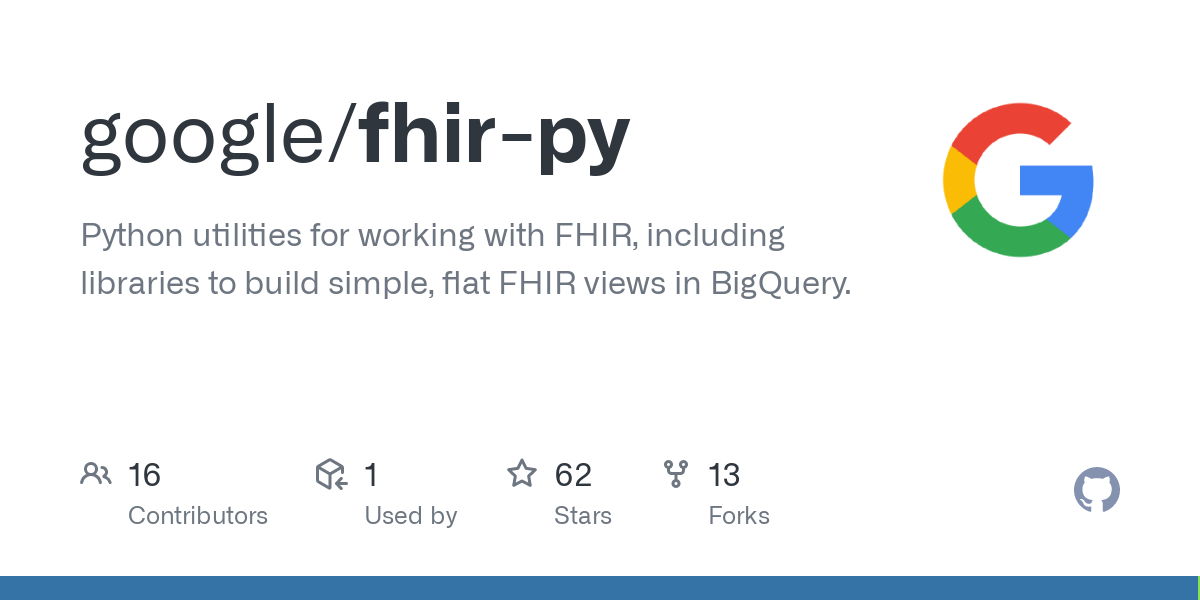 google/fhir-py
Python utilities for working with FHIR, including
libraries to build simple, flat FHIR views in BigQuery.
16 1 62 13
Contributors Used by Stars Forks